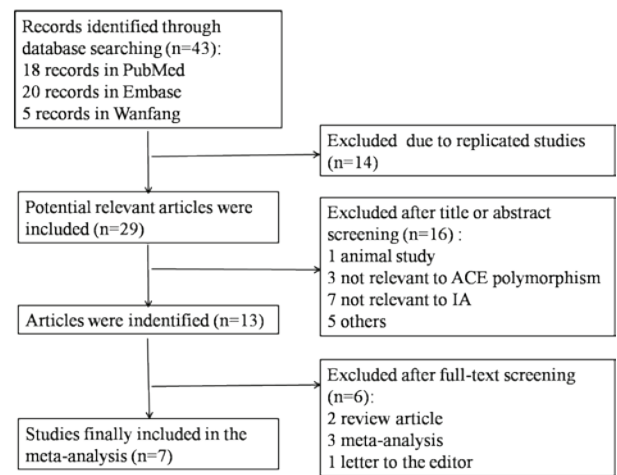 Records identified through
database searching (n=43):
18 records in PubMed
20 records in Embase
5 records in Wanfang
Excluded due to replicated studies
(n=14)
Potential relevant articles were
included (n=29)
Excluded after title or abstract
screening (n=16) :
1 animal study
3 not relevant to ACE polymorphism
7 not relevant to IA
5 others
Articles were indentified (n=13)
Excluded after full-text screening
(n=6):
2 review article
3 meta-analysis
1 letter to the editor
Studies finally included in the
meta-analysis (n=7)